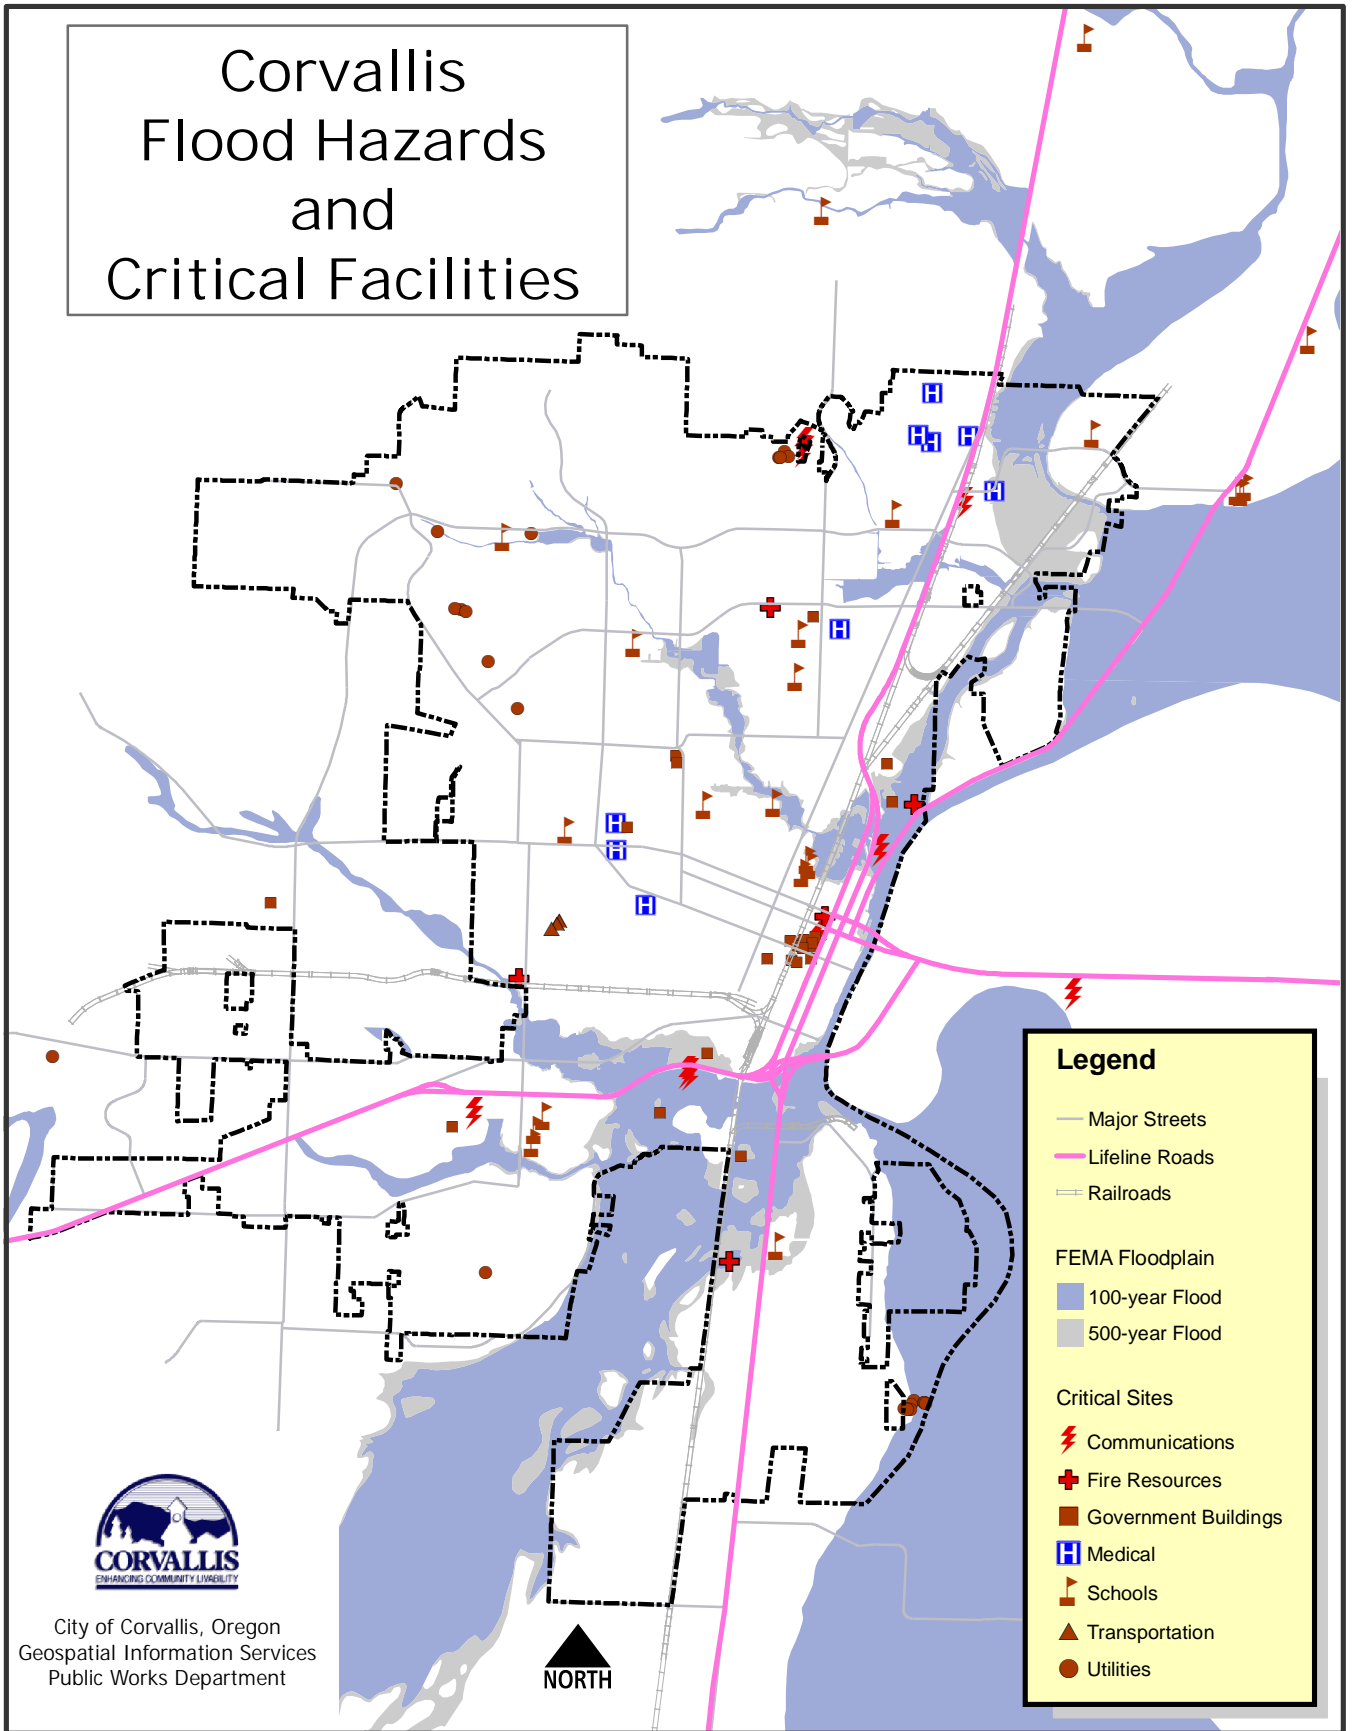 Corvallis
Flood Hazards
and
Critical Facilities
H
H
H
H
H
H
H
H
H
Legend
Major Streets
Lifeline Roads
Railroads
FEMA Floodplain
100-year Flood
500-year Flood
Critical Sites
Communications
Fire Resources
Government Buildings
H Medical
Schools
Transportation
Utilities
CORVALLIS
ENHANCING COMMUNITY LIVABILITY
City of Corvallis, Oregon
Geospatial Information Services
Public Works Department
NORTH